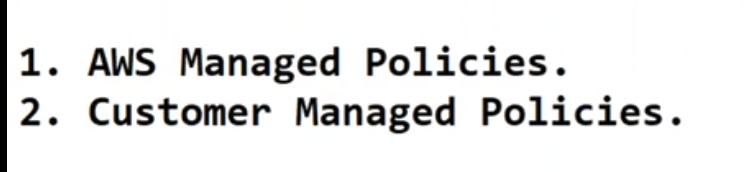 1. AWS Managed Policies.
2. Customer Managed Policies.